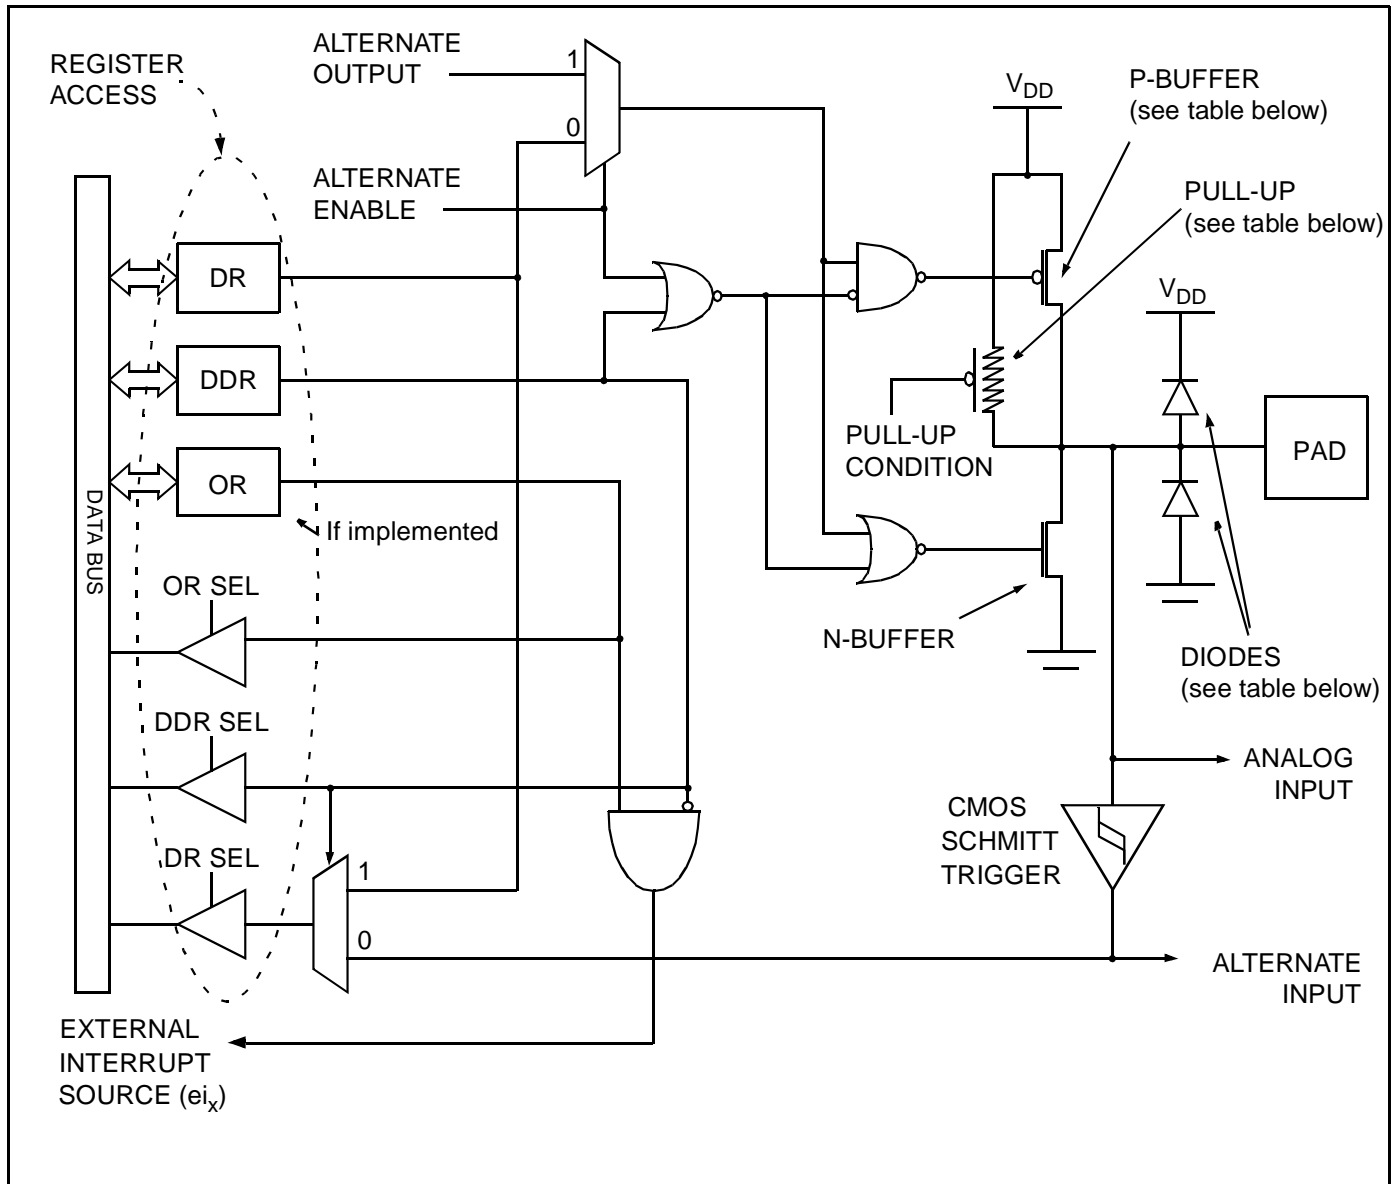 REGISTER
ACCESS
ALTERNATE
OUTPUT
1
0
ALTERNATE
ENABLE
VDD
P-BUFFER
(see table below)
PULL-UP
(see table below)
VDD
DR
DDR
OR
DATA BUS
If implemented
PULL-UP
CONDITION
PAD
OR SEL
N-BUFFER
DIODES
(see table below)
DDR SEL
ANALOG
INPUT
CMOS
SCHMITT
TRIGGER
DR SEL
1
0
ALTERNATE
INPUT
EXTERNAL
INTERRUPT
SOURCE (eix)